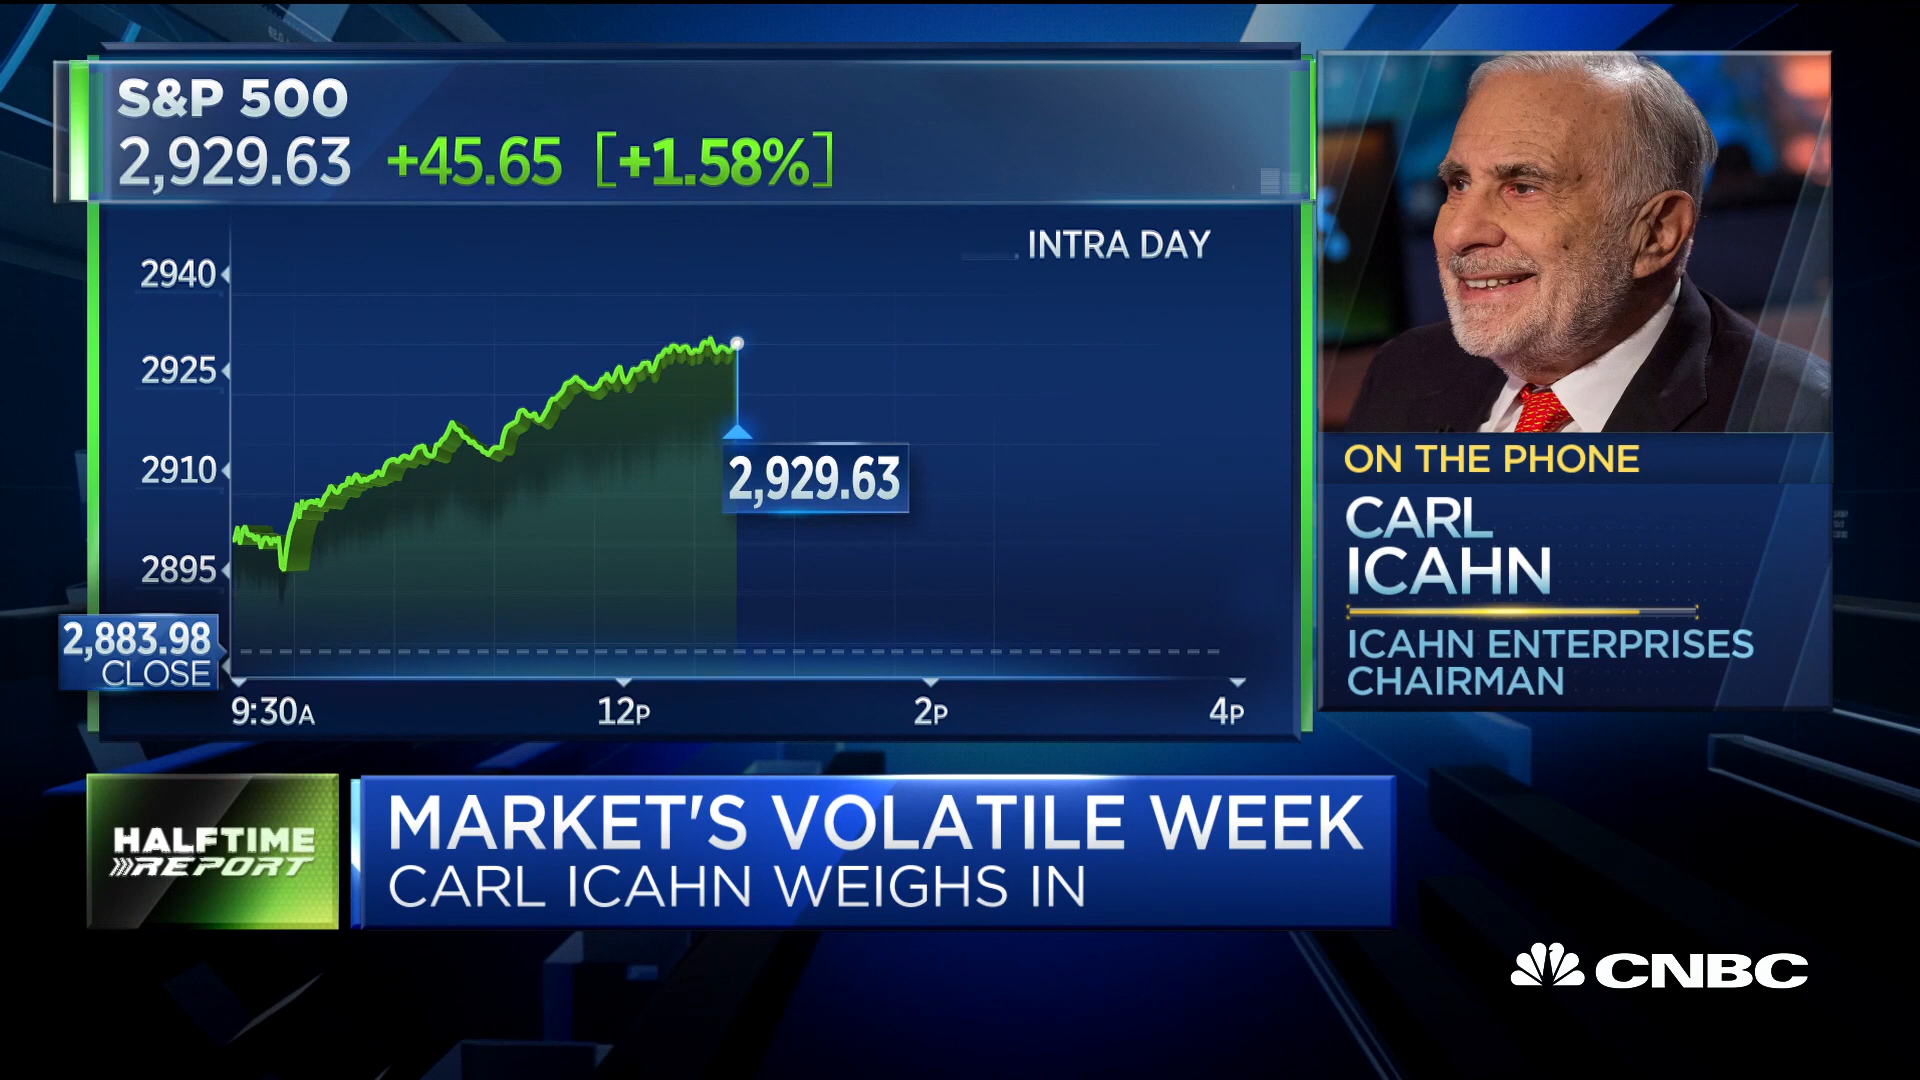 S&P 500
2,929.63 +45.65 [+1.58%]
INTRA DAY
2940
2925
2910
2895
2,929.63
2,883.98
CLOSE
9:30A 12P 2P 4P
ON THE PHONE
CARL
ICAHN
ICAHN ENTERPRISES
CHAIRMAN
HALFTIME
REPORT
MARKET'S VOLATILE WEEK
CARL ICAHN WEIGHS IN
CNBC